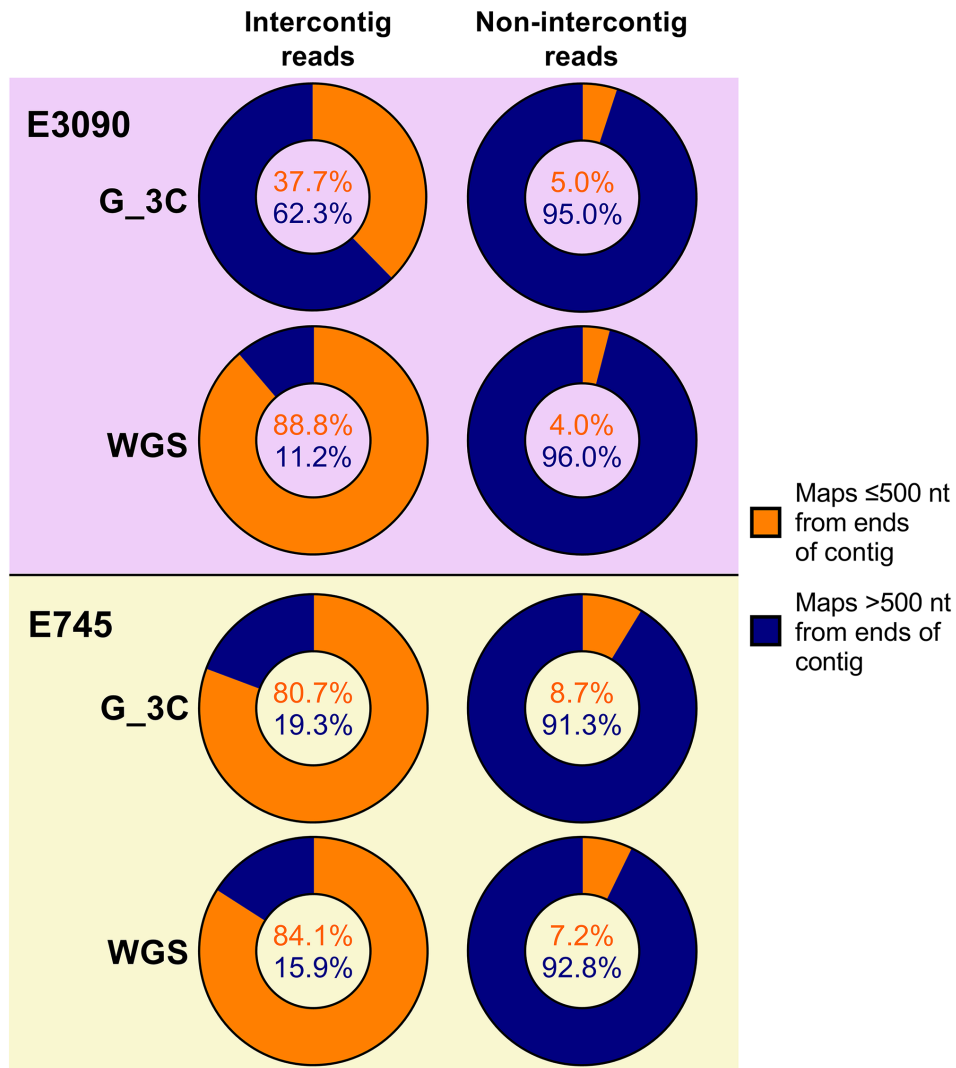 Intercontig
reads
Non-intercontig
reads
E3090
G_3C
37.7%
62.3%
5.0%
95.0%
WGS
88.8%
11.2%
4.0%
96.0%
Maps ≤500 nt
from ends
of contig
Maps >500 nt
from ends of
contig
E745
G_3C
80.7%
19.3%
8.7%
91.3%
WGS
84.1%
15.9%
7.2%
92.8%